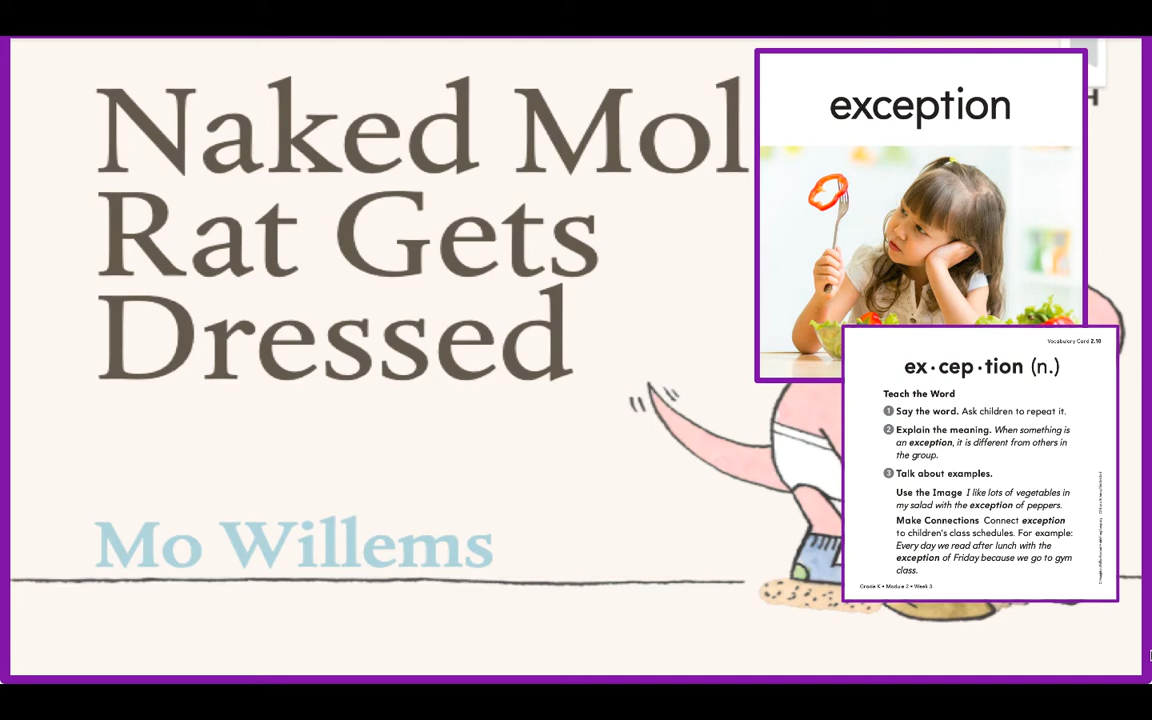 Naked Mol
Rat Gets
Dressed
Mo Willems
exception
Vocabulary Card 2.10
ex·cep·tion (n.)
Teach the Word
1 Say the word. Ask children to repeat it.
2 Explain the meaning. When something is
an exception, it is different from others in
the group.
3 Talk about examples.
Use the Image I like lots of vegetables in
my salad with the exception of peppers.
Make Connections Connect exception
to children's class schedules. For example:
Every day we read after lunch with the
exception of Friday because we go to gym
class.
Grade K • Module 2 • Week 3